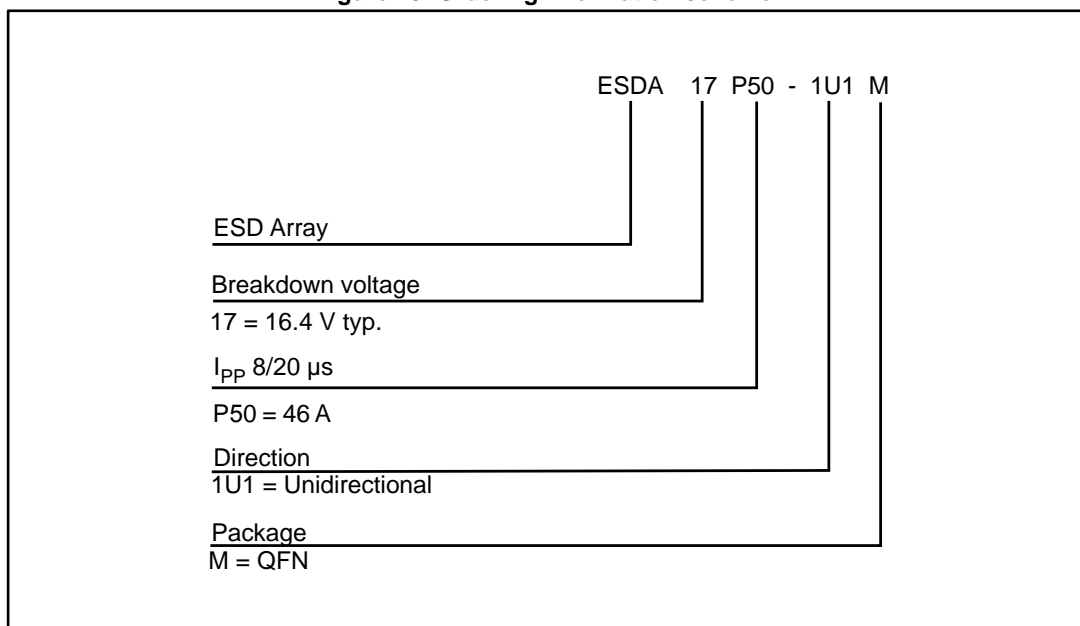 ESDA 17 P50 - 1U1 M
ESD Array
Breakdown voltage
17 = 16.4 V typ.
IPP 8/20 µs
P50 = 46 A
Direction
1U1 = Unidirectional
Package
M = QFN